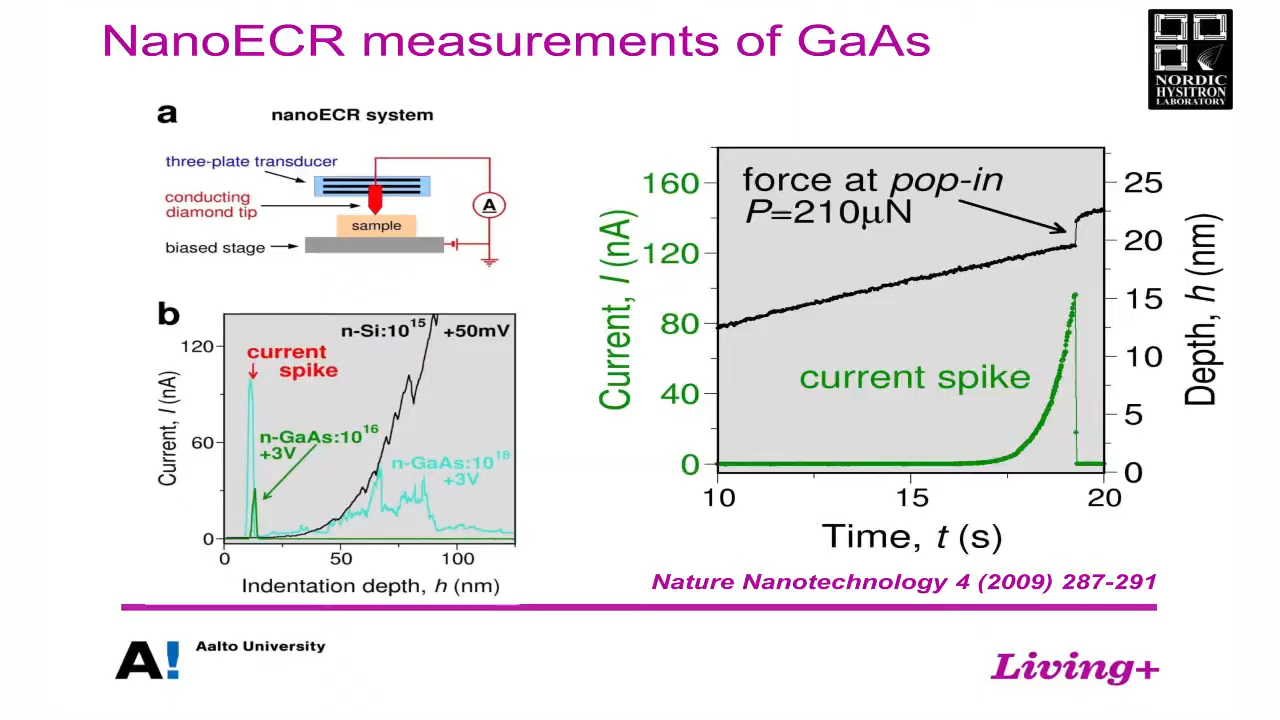 NanoECR measurements of GaAs
NORDIC
HYSITRON
LABORATORY
a
nanoECR system
three-plate transducer
conducting
diamond tip
A
sample
biased stage
b
n-Si:10¹⁵ +50mV
120
current
spike
n-GaAs:10¹⁶
+3V
60
n-GaAs:10¹⁸
+3V
0
Current, I (nA)
0 50 100
Indentation depth, h (nm)
force at pop-in
P=210μN
current spike
Current, I (nA)
160
120
80
40
0
25
20
15
10
5
0
Depth, h (nm)
10 15 20
Time, t (s)
Nature Nanotechnology 4 (2009) 287-291
A!
Aalto University
Living+